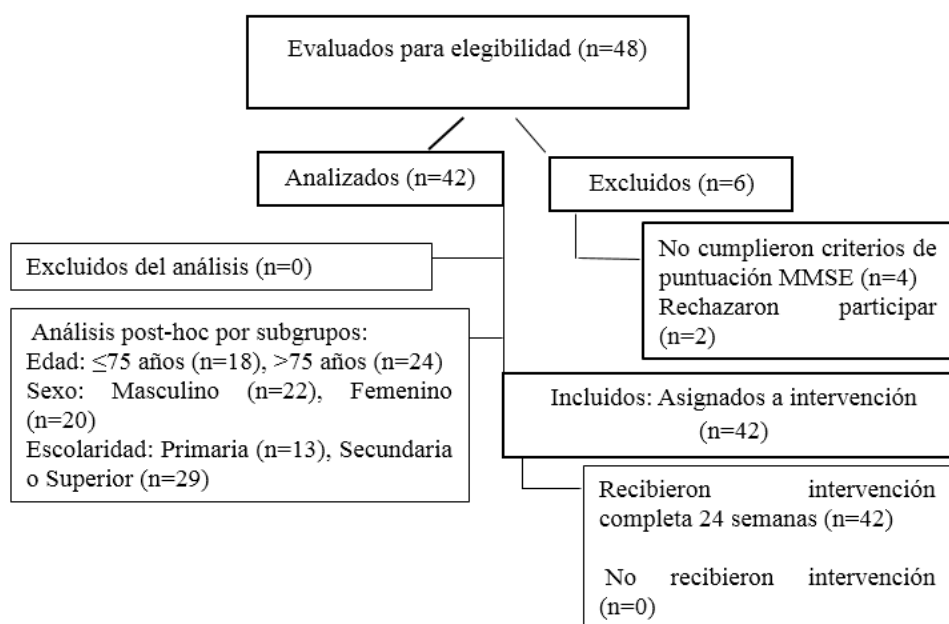 Evaluados para elegibilidad (n=48)
Analizados (n=42)
Excluidos (n=6)
Excluidos del análisis (n=0)
No cumplieron criterios de
puntuación MMSE (n=4)
Rechazaron participar
(n=2)
Análisis post-hoc por subgrupos:
Edad: ≤75 años (n=18), >75 años (n=24)
Sexo: Masculino (n=22), Femenino
(n=20)
Escolaridad: Primaria (n=13), Secundaria
o Superior (n=29)
Incluidos: Asignados a intervención
(n=42)
Recibieron intervención
completa 24 semanas (n=42)
No recibieron intervención
(n=0)